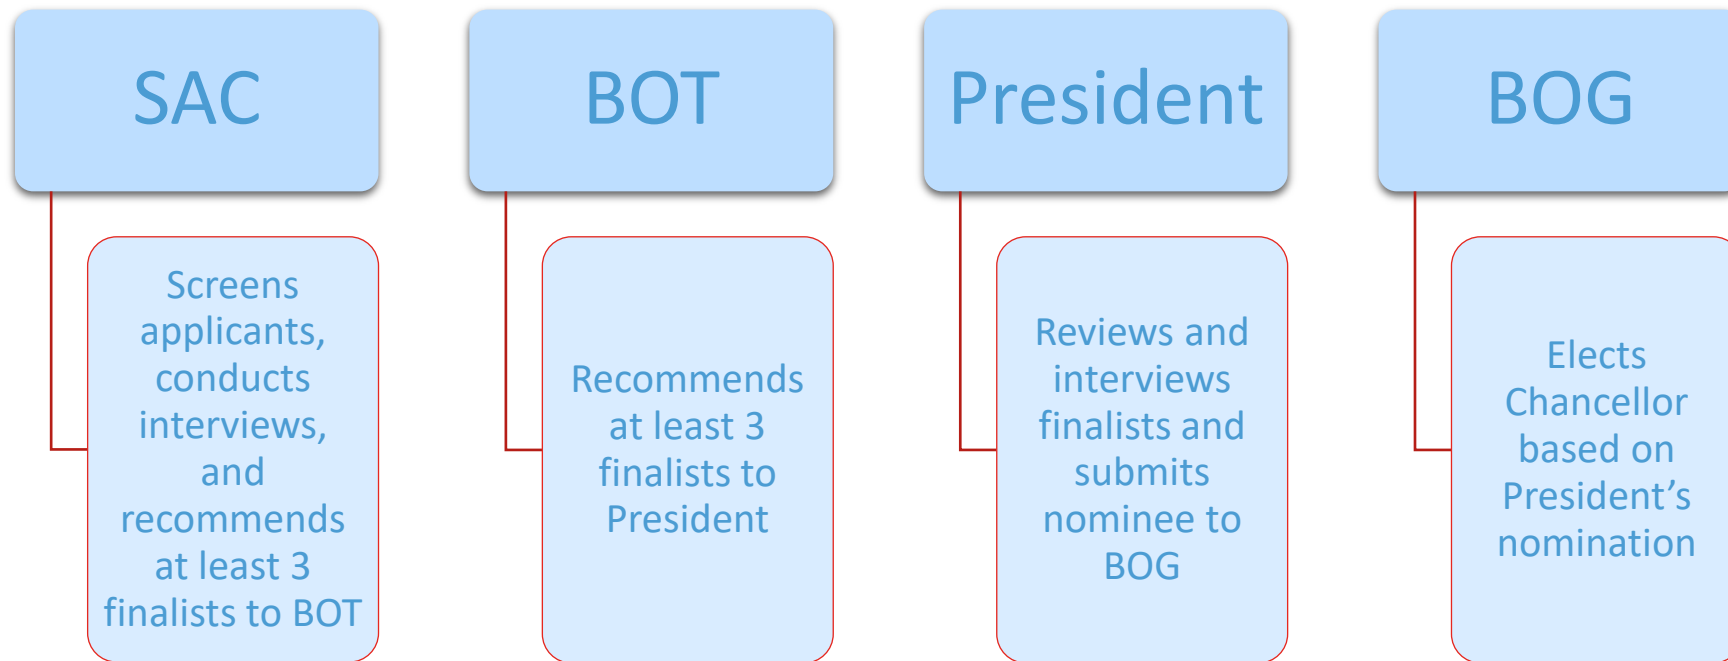 SAC
Screens
applicants,
conducts
interviews,
and
recommends
at least 3
finalists to BOT
BOT
Recommends
at least 3
finalists to
President
President
Reviews and
interviews
finalists and
submits
nominee to
BOG
BOG
Elects
Chancellor
based on
President’s
nomination